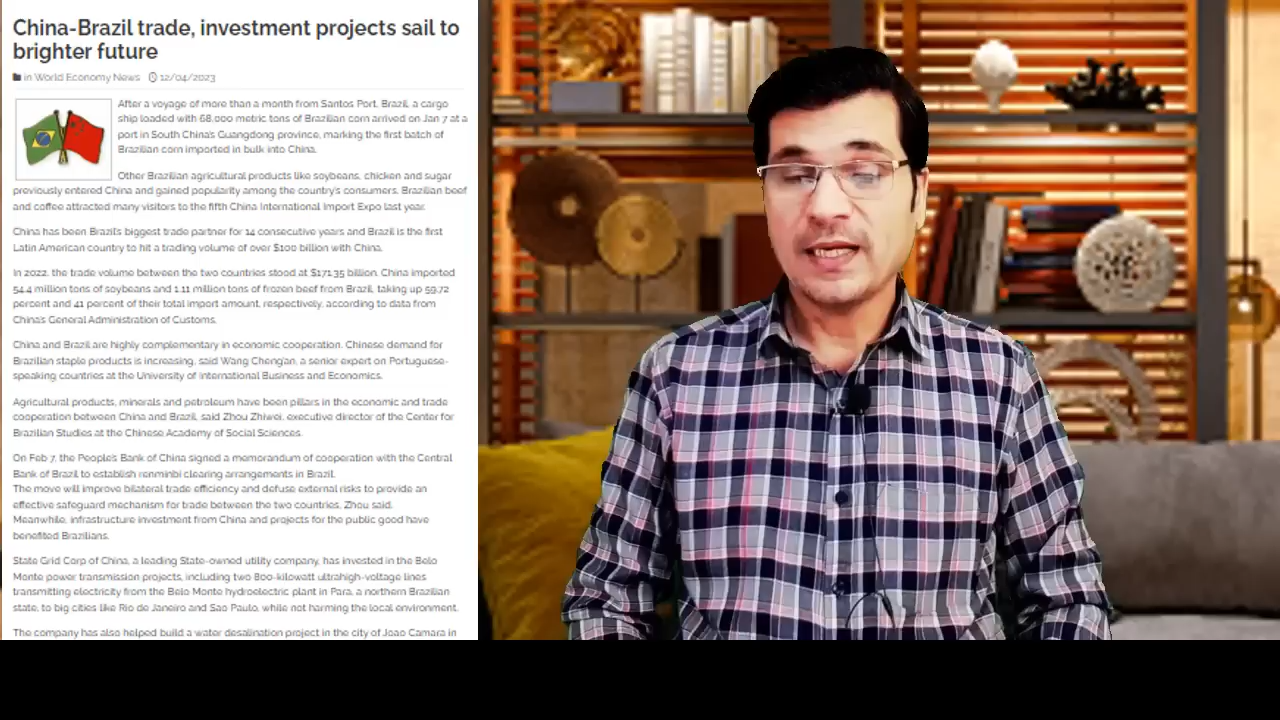 China-Brazil trade, investment projects sail to
brighter future
in World Economy News 12/04/2023
After a voyage of more than a month from Santos Port, Brazil, a cargo
ship loaded with 68,000 metric tons of Brazilian corn arrived on Jan 7 at a
port in South China's Guangdong province, marking the first batch of
Brazilian corn imported in bulk into China.
Other Brazilian agricultural products like soybeans, chicken and sugar
previously entered China and gained popularity among the country's consumers. Brazilian beef
and coffee attracted many visitors to the fifth China International Import Expo last year.
China has been Brazil's biggest trade partner for 14 consecutive years and Brazil is the first
Latin American country to hit a trading volume of over $100 billion with China.
In 2022, the trade volume between the two countries stood at $171.35 billion. China imported
54.4 million tons of soybeans and 1.11 million tons of frozen beef from Brazil, taking up 59.72
percent and 41 percent of their total import amount, respectively, according to data from
China's General Administration of Customs.
China and Brazil are highly complementary in economic cooperation. Chinese demand for
Brazilian staple products is increasing, said Wang Cheng'an, a senior expert on Portuguese-
speaking countries at the University of International Business and Economics.
Agricultural products, minerals and petroleum have been pillars in the economic and trade
cooperation between China and Brazil, said Zhou Zhiwei, executive director of the Center for
Brazilian Studies at the Chinese Academy of Social Sciences.
On Feb 7, the People's Bank of China signed a memorandum of cooperation with the Central
Bank of Brazil to establish renminbi clearing arrangements in Brazil.
The move will improve bilateral trade efficiency and defuse external risks to provide an
effective safeguard mechanism for trade between the two countries, Zhou said.
Meanwhile, infrastructure investment from China and projects for the public good have
benefited Brazilians.
State Grid Corp of China, a leading State-owned utility company, has invested in the Belo
Monte power transmission projects, including two 800-kilowatt ultrahigh-voltage lines
transmitting electricity from the Belo Monte hydroelectric plant in Para, a northern Brazilian
state, to big cities like Rio de Janeiro and Sao Paulo, while not harming the local environment.
The company has also helped build a water desalination project in the city of Joao Camara in